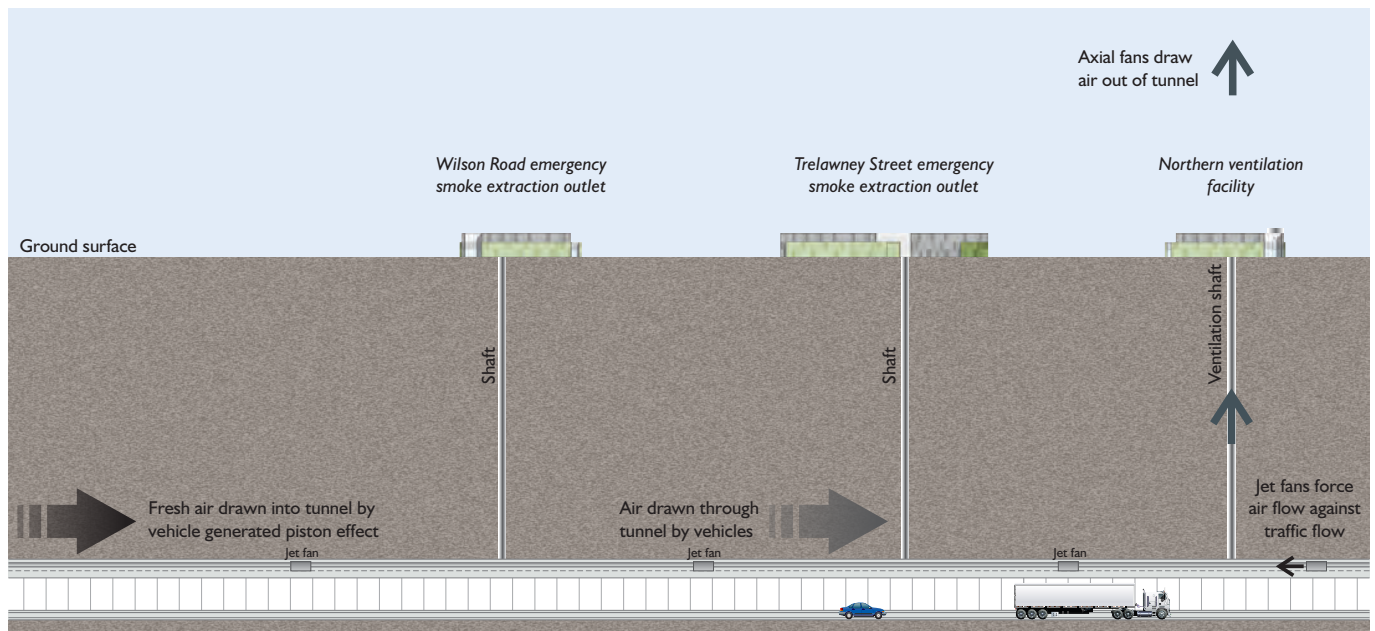 Axial fans draw
air out of tunnel
Wilson Road emergency
smoke extraction outlet
Trelawney Street emergency
smoke extraction outlet
Northern ventilation
facility
Ground surface
Shaft
Shaft
Ventilation shaft
Fresh air drawn into tunnel by
vehicle generated piston effect
Air drawn through
tunnel by vehicles
Jet fans force
air flow against
traffic flow
Jet fan
Jet fan
Jet fan